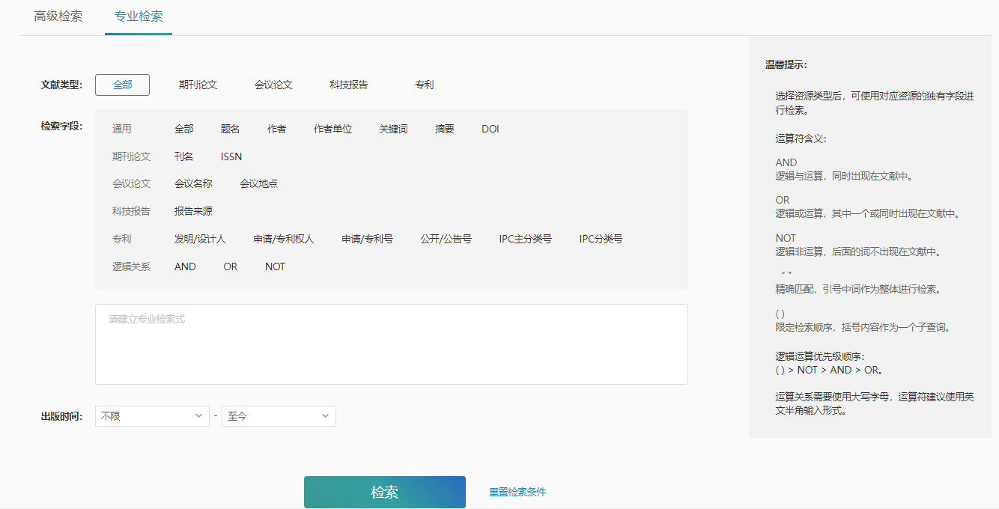 高级检索 专业检索
文献类型： 全部 期刊论文 会议论文 科技报告 专利
检索字段： 通用 全部 题名 作者 作者单位 关键词 摘要 DOI
期刊论文 刊名 ISSN
会议论文 会议名称 会议地点
科技报告 报告来源
专利 发明/设计人 申请/专利权人 申请/专利号 公开/公告号 IPC主分类号 IPC分类号
逻辑关系 AND OR NOT
请建立专业检索式
出版时间： 不限 - 至今
检索 重置检索条件
温馨提示：
选择资源类型后，可使用对应资源的独有字段进
行检索。
运算符含义：
AND
逻辑与运算，同时出现在文献中。
OR
逻辑或运算，其中一个或同时出现在文献中。
NOT
逻辑非运算，后面的词不出现在文献中。
“ "
精确匹配，引号中词作为整体进行检索。
( )
限定检索顺序，括号内容作为一个子查询。
逻辑运算优先级顺序：
( ) > NOT > AND > OR。
运算关系需要使用大写字母，运算符建议使用英
文半角输入形式。